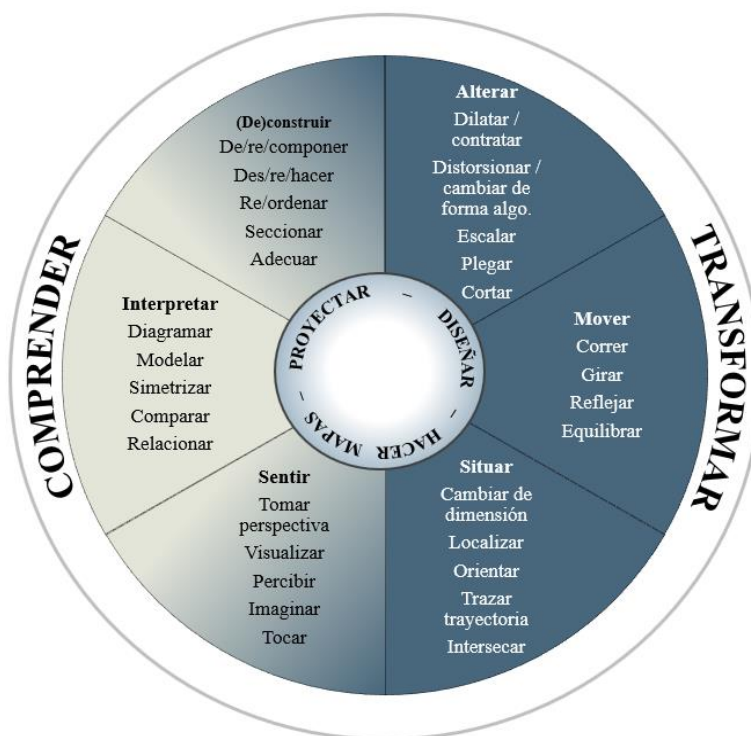 COMPRENDER
TRANSFORMAR
(De)construir
De/re/componer
Des/re/hacer
Re/ordenar
Seccionar
Adecuar
Alterar
Dilatar /
contratar
Distorsionar /
cambiar de
forma algo.
Escalar
Plegar
Cortar
Interpretar
Diagramar
Modelar
Simetrizar
Comparar
Relacionar
PROYECTAR – DISEÑAR – HACER MAPAS –
Mover
Correr
Girar
Reflejar
Equilibrar
Sentir
Tomar
perspectiva
Visualizar
Percibir
Imaginar
Tocar
Situar
Cambiar de
dimensión
Localizar
Orientar
Trazar
trayectoria
Intersecar